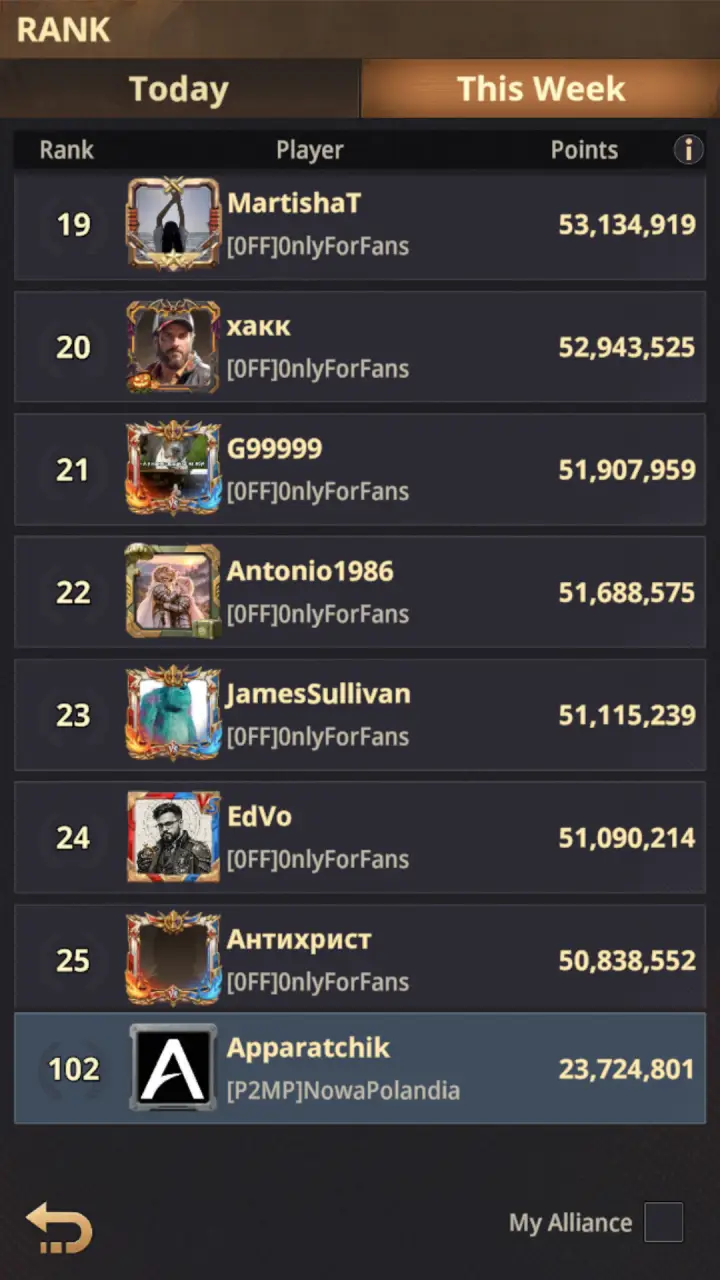 RANK
Today
This Week
Rank
Player
Points
19
MartishaT
[0FF]0nlyForFans
53,134,919
20
хакк
[0FF]0nlyForFans
52,943,525
21
G99999
[0FF]0nlyForFans
51,907,959
22
Antonio1986
[0FF]0nlyForFans
51,688,575
23
JamesSullivan
[0FF]0nlyForFans
51,115,239
24
EdVo
[0FF]0nlyForFans
51,090,214
25
Антихрист
[0FF]0nlyForFans
50,838,552
102
Apparatchik
[P2MP]NowaPolandia
23,724,801
My Alliance